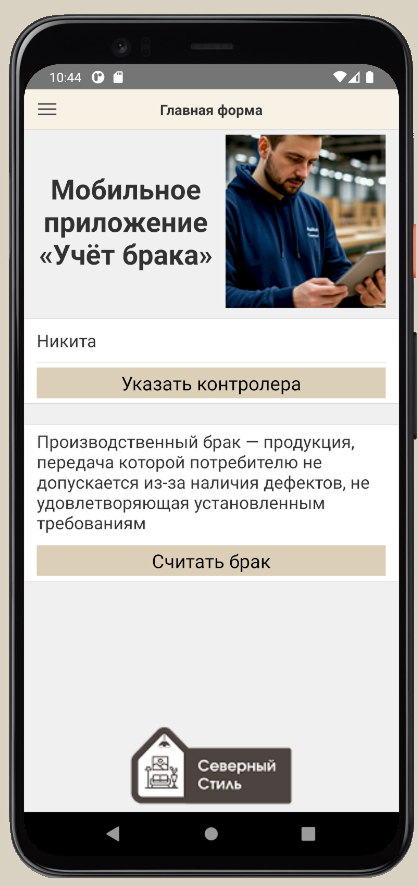 10:44
Главная форма
Мобильное
приложение
«Учёт брака»
Никита
Указать контролера
Производственный брак — продукция,
передача которой потребителю не
допускается из-за наличия дефектов, не
удовлетворяющая установленным
требованиям
Считать брак
Северный
Стиль